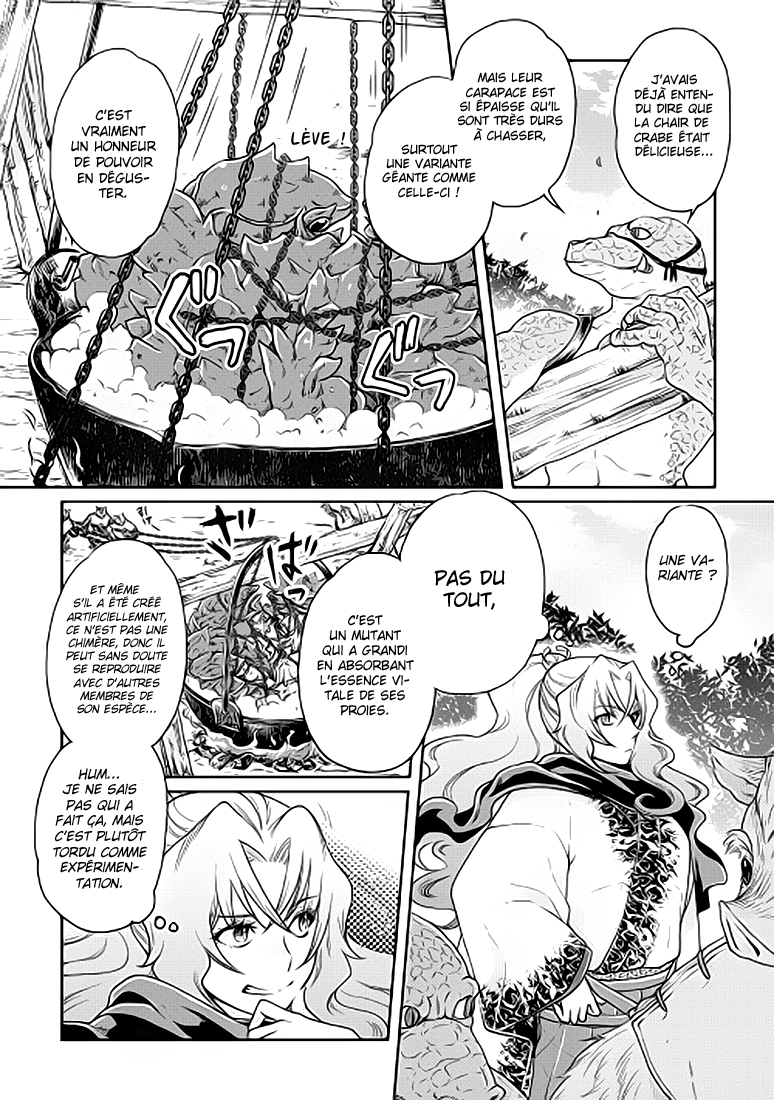 J'AVAIS
DÉJÀ ENTEN-
DU DIRE QUE
LA CHAIR DE
CRABE ÉTAIT
DÉLICIEUSE...
MAIS LEUR
CARAPACE EST
SI ÉPAISSE QU'IL
SONT TRÈS DURS
À CHASSER,
SURTOUT
UNE VARIANTE
GÉANTE COMME
CELLE-CI !
LÈVE !
C'EST
VRAIMENT
UN HONNEUR
DE POUVOIR
EN DÉGUS-
TER.
ぐ
ぐっ
UNE VA-
RIANTE ?
PAS DU
TOUT,
C'EST
UN MUTANT
QUI A GRANDI
EN ABSORBANT
L'ESSENCE VI-
TALE DE SES
PROIES.
ばさっ
ET MÊME
S'IL A ÉTÉ CRÉÉ
ARTIFICIELLEMENT,
CE N'EST PAS UNE
CHIMÈRE, DONC IL
PEUT SANS DOUTE
SE REPRODUIRE
AVEC D'AUTRES
MEMBRES DE
SON ESPÈCE...
HUM...
JE NE SAIS
PAS QUI A
FAIT ÇA, MAIS
C'EST PLUTÔT
TORDU COMME
EXPÉRIMEN-
TATION.